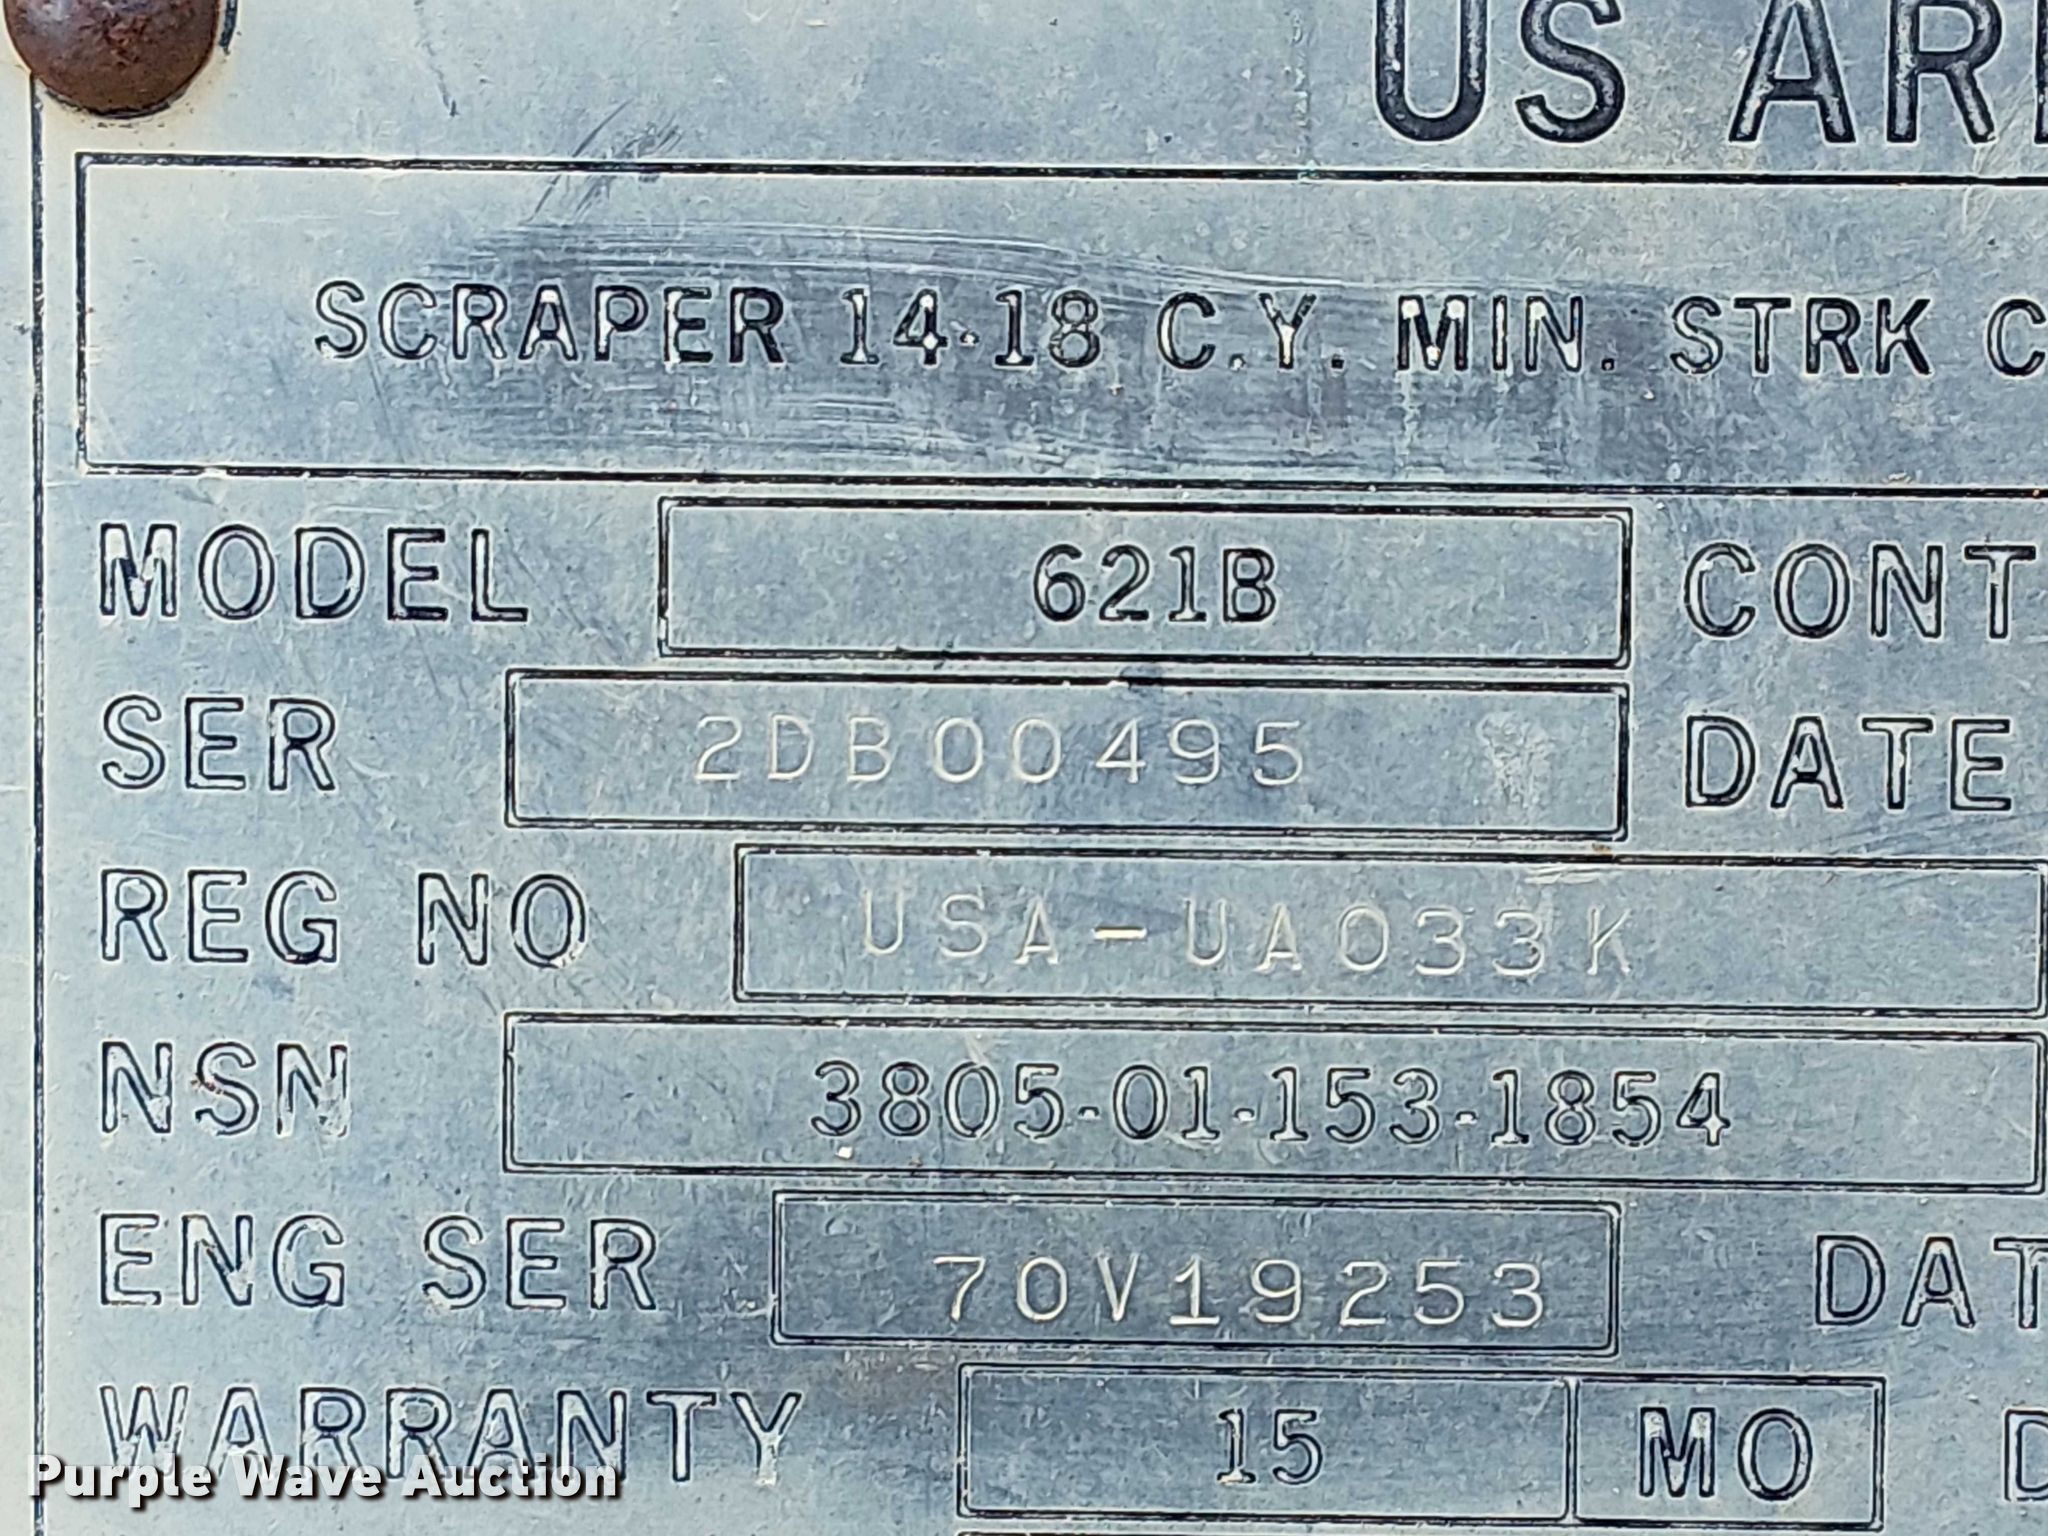 US AR
SCRAPER 14-18 C.Y. MIN. STRK C
MODEL 621B CONT
SER 2DB00495 DATE
REG NO USA-UA033K
NSN 3805-01-153-1854
ENG SER 70V19253 DAT
WARRANTY 15 MO D
Purple Wave Auction